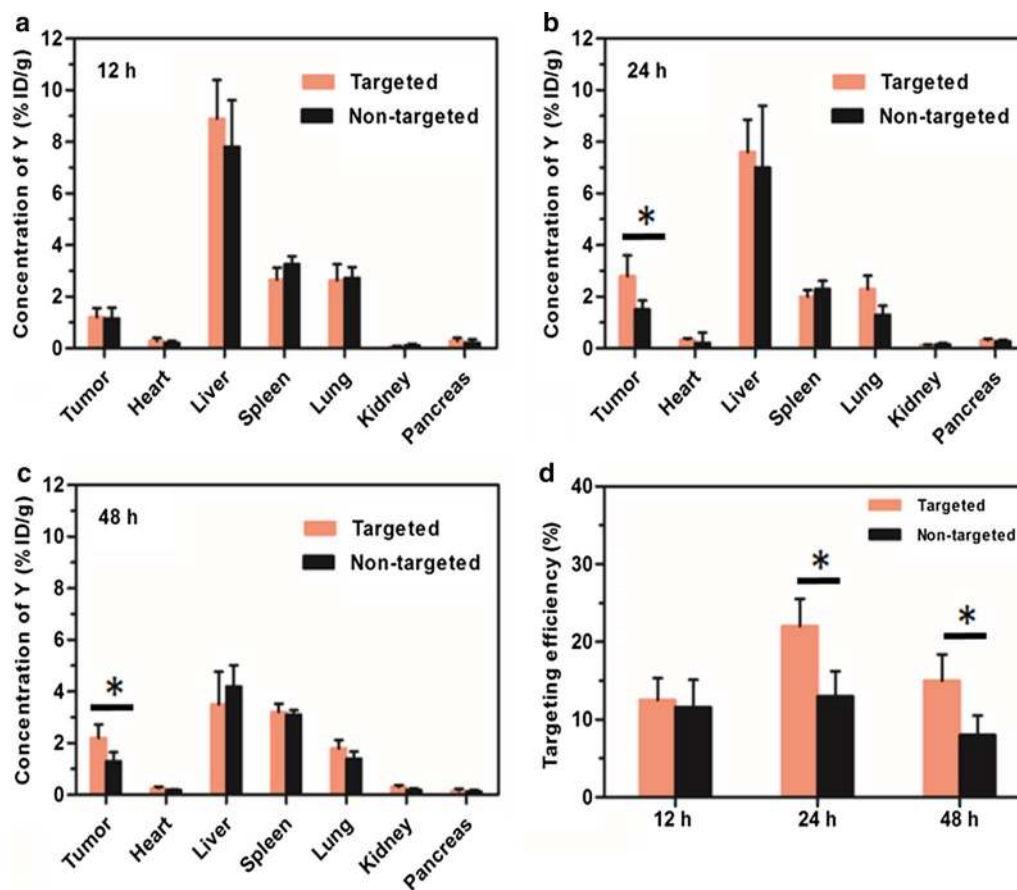 a
Concentration of Y (% ID/g)
12
10
8
6
4
2
0
12 h
Targeted
Non-targeted
Tumor
Heart
Liver
Spleen
Lung
Kidney
Pancreas
b
Concentration of Y (% ID/g)
12
10
8
6
4
2
0
24 h
Targeted
Non-targeted
*
Tumor
Heart
Liver
Spleen
Lung
Kidney
Pancreas
c
Concentration of Y (% ID/g)
12
10
8
6
4
2
0
48 h
Targeted
Non-targeted
*
Tumor
Heart
Liver
Spleen
Lung
Kidney
Pancreas
d
Targeting efficiency (%)
40
30
20
10
0
Targeted
Non-targeted
*
*
12 h
24 h
48 h